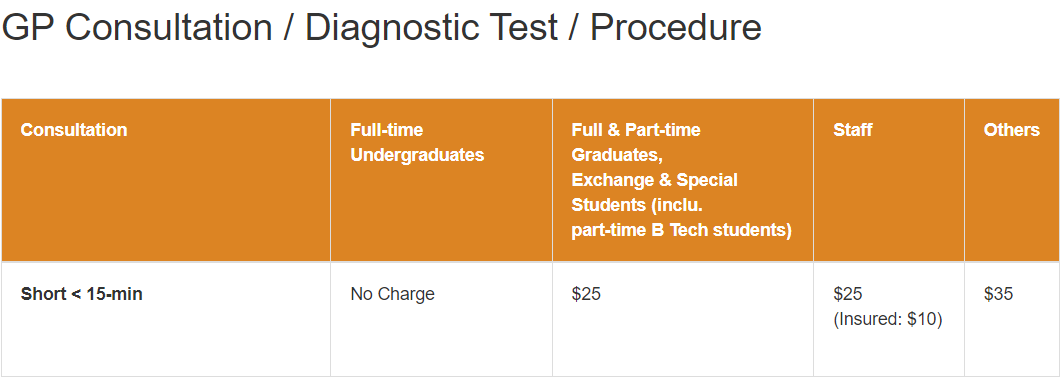 GP Consultation / Diagnostic Test / Procedure
Consultation
Full-time
Undergraduates
Full & Part-time
Graduates,
Exchange & Special
Students (inclu.
part-time B Tech students)
Staff
Others
Short < 15-min
No Charge
$25
$25
(Insured: $10)
$35